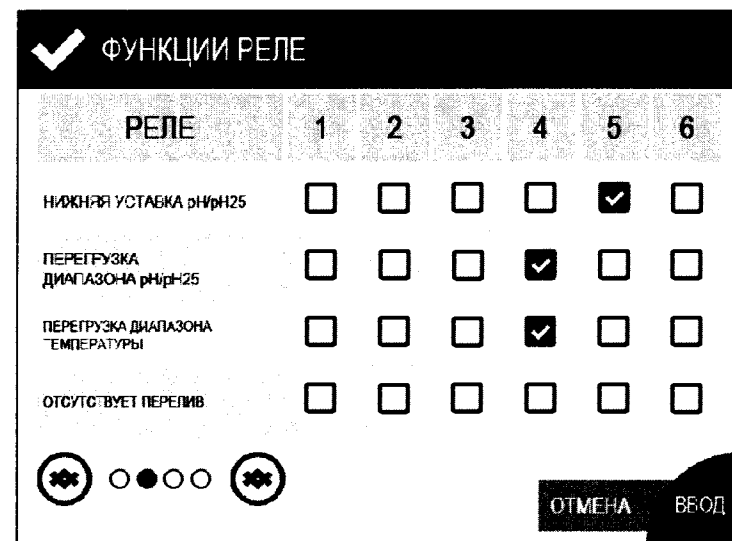 ФУНКЦИИ РЕЛЕ
РЕЛЕ 1 2 3 4 5 6
НИЖНЯЯ УСТАВКА pH/pH25
ПЕРЕГРУЗКА
ДИАПАЗОНА pH/pH25
ПЕРЕГРУЗКА ДИАПАЗОНА
ТЕМПЕРАТУРЫ
ОТСУТСТВУЕТ ПЕРЕЛИВ
ОТМЕНА ВВОД